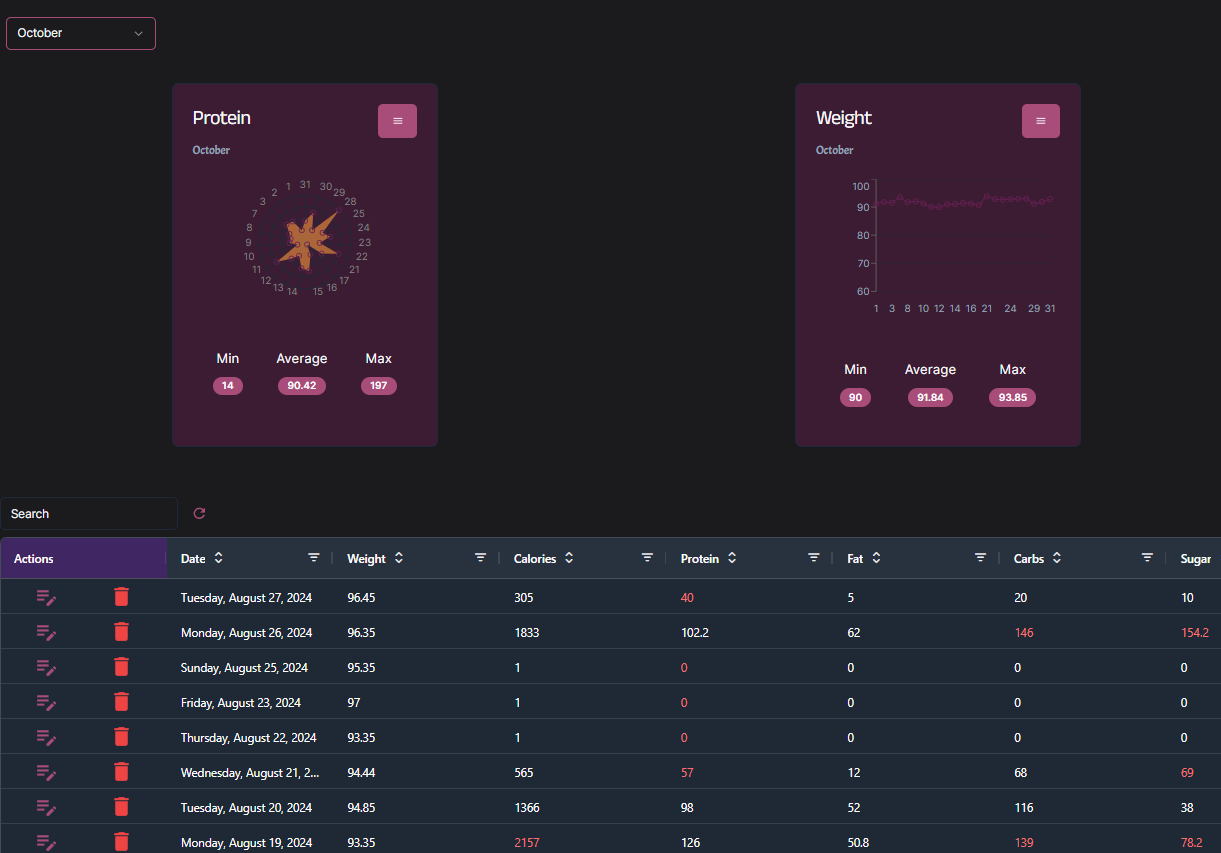 October
Protein
October
1 31 30 29 28 25 24 23 22 21 17 16 15 14 13 12 11 10 9 8 7 3 2
Min Average Max
14 90.42 197
Weight
October
100
90
80
70
60
1 3 8 10 12 14 16 21 24 29 31
Min Average Max
90 91.84 93.85
Search
Actions Date Weight Calories Protein Fat Carbs Sugar
Tuesday, August 27, 2024 96.45 305 40 5 20 10
Monday, August 26, 2024 96.35 1833 102.2 62 146 154.2
Sunday, August 25, 2024 95.35 1 0 0 0 0
Friday, August 23, 2024 97 1 0 0 0 0
Thursday, August 22, 2024 93.35 1 0 0 0 0
Wednesday, August 21, 2... 94.44 565 57 12 68 69
Tuesday, August 20, 2024 94.85 1366 98 52 116 38
Monday, August 19, 2024 93.35 2157 126 50.8 139 78.2